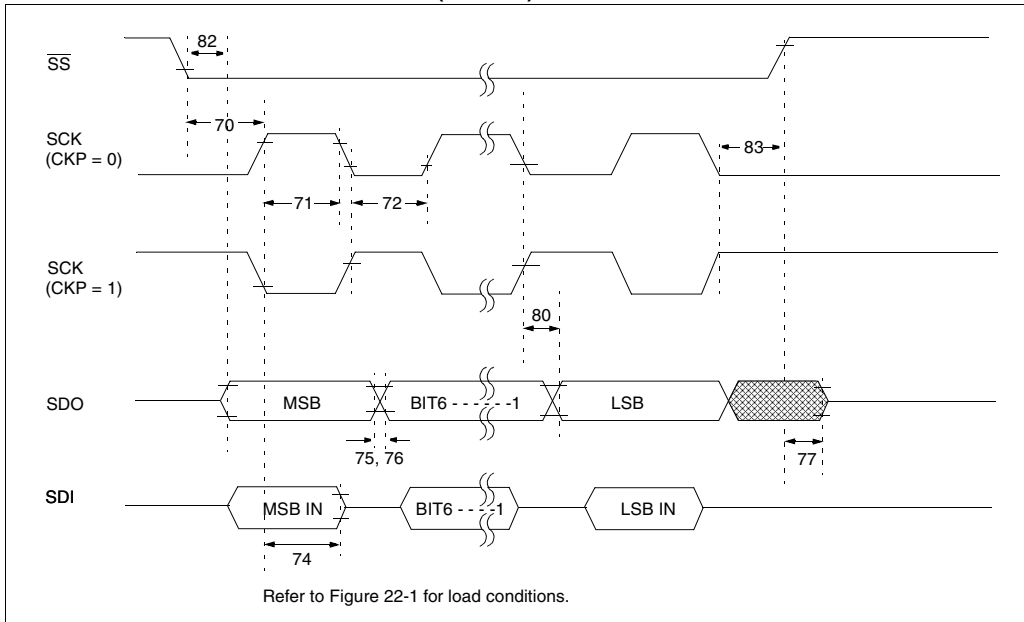 82
SS
70
SCK
(CKP = 0)
83
71
72
SCK
(CKP = 1)
80
SDO
MSB
BIT6 - - - - - -1
LSB
75, 76
77
SDI
MSB IN
BIT6 - - - -1
LSB IN
74
Refer to Figure 22-1 for load conditions.